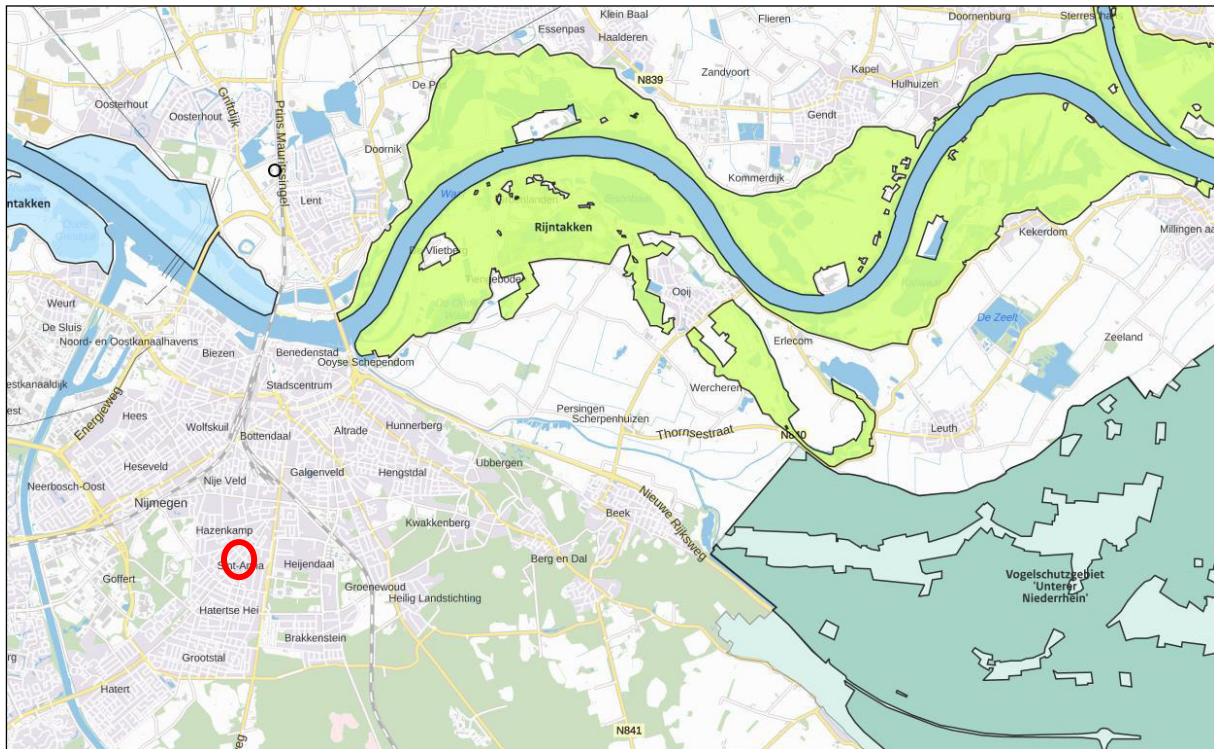 Klein Baal
Essenpas
Haalderen
Flieren
Doornenburg
N839
Zandvoort
Kapel
Hulhuizen
Oosterhout
Griftdijk
Oosterhout
Prins Mauritssingel
Gendt
Doornik
Kommerdijk
Lent
Rijntakken
Kekerdom
De Vlietberg
Ooij
Weurt
De Zeelt
De Sluis
Noord- en Oostkanaalhavens
Zeeland
Erlecom
Biezen
Benedenstad
Ooyse Schependom
Stadscentrum
Wercheren
Energieweg
Hees
Persingen
Scherpenhuizen
Wolfskuil
Altrade
Hunnerberg
Thornsestraat
N840
Leuth
Bottendaal
Heseveld
Galgenveld
Hengstdal
Ubbergen
Neerbosch-Oost
Nije Veld
Nijmegen
Nieuwe Rijksweg
Beek
Kwakkenberg
Hazenkamp
Berg en Dal
Sint-Anna
Heijendaal
Goffert
Groenewoud
Heilig Landstichting
Vogelschutzgebiet
'Unterer
Niederrhein'
Hatertse Hei
Brakkenstein
Grootstal
Hatert
N841